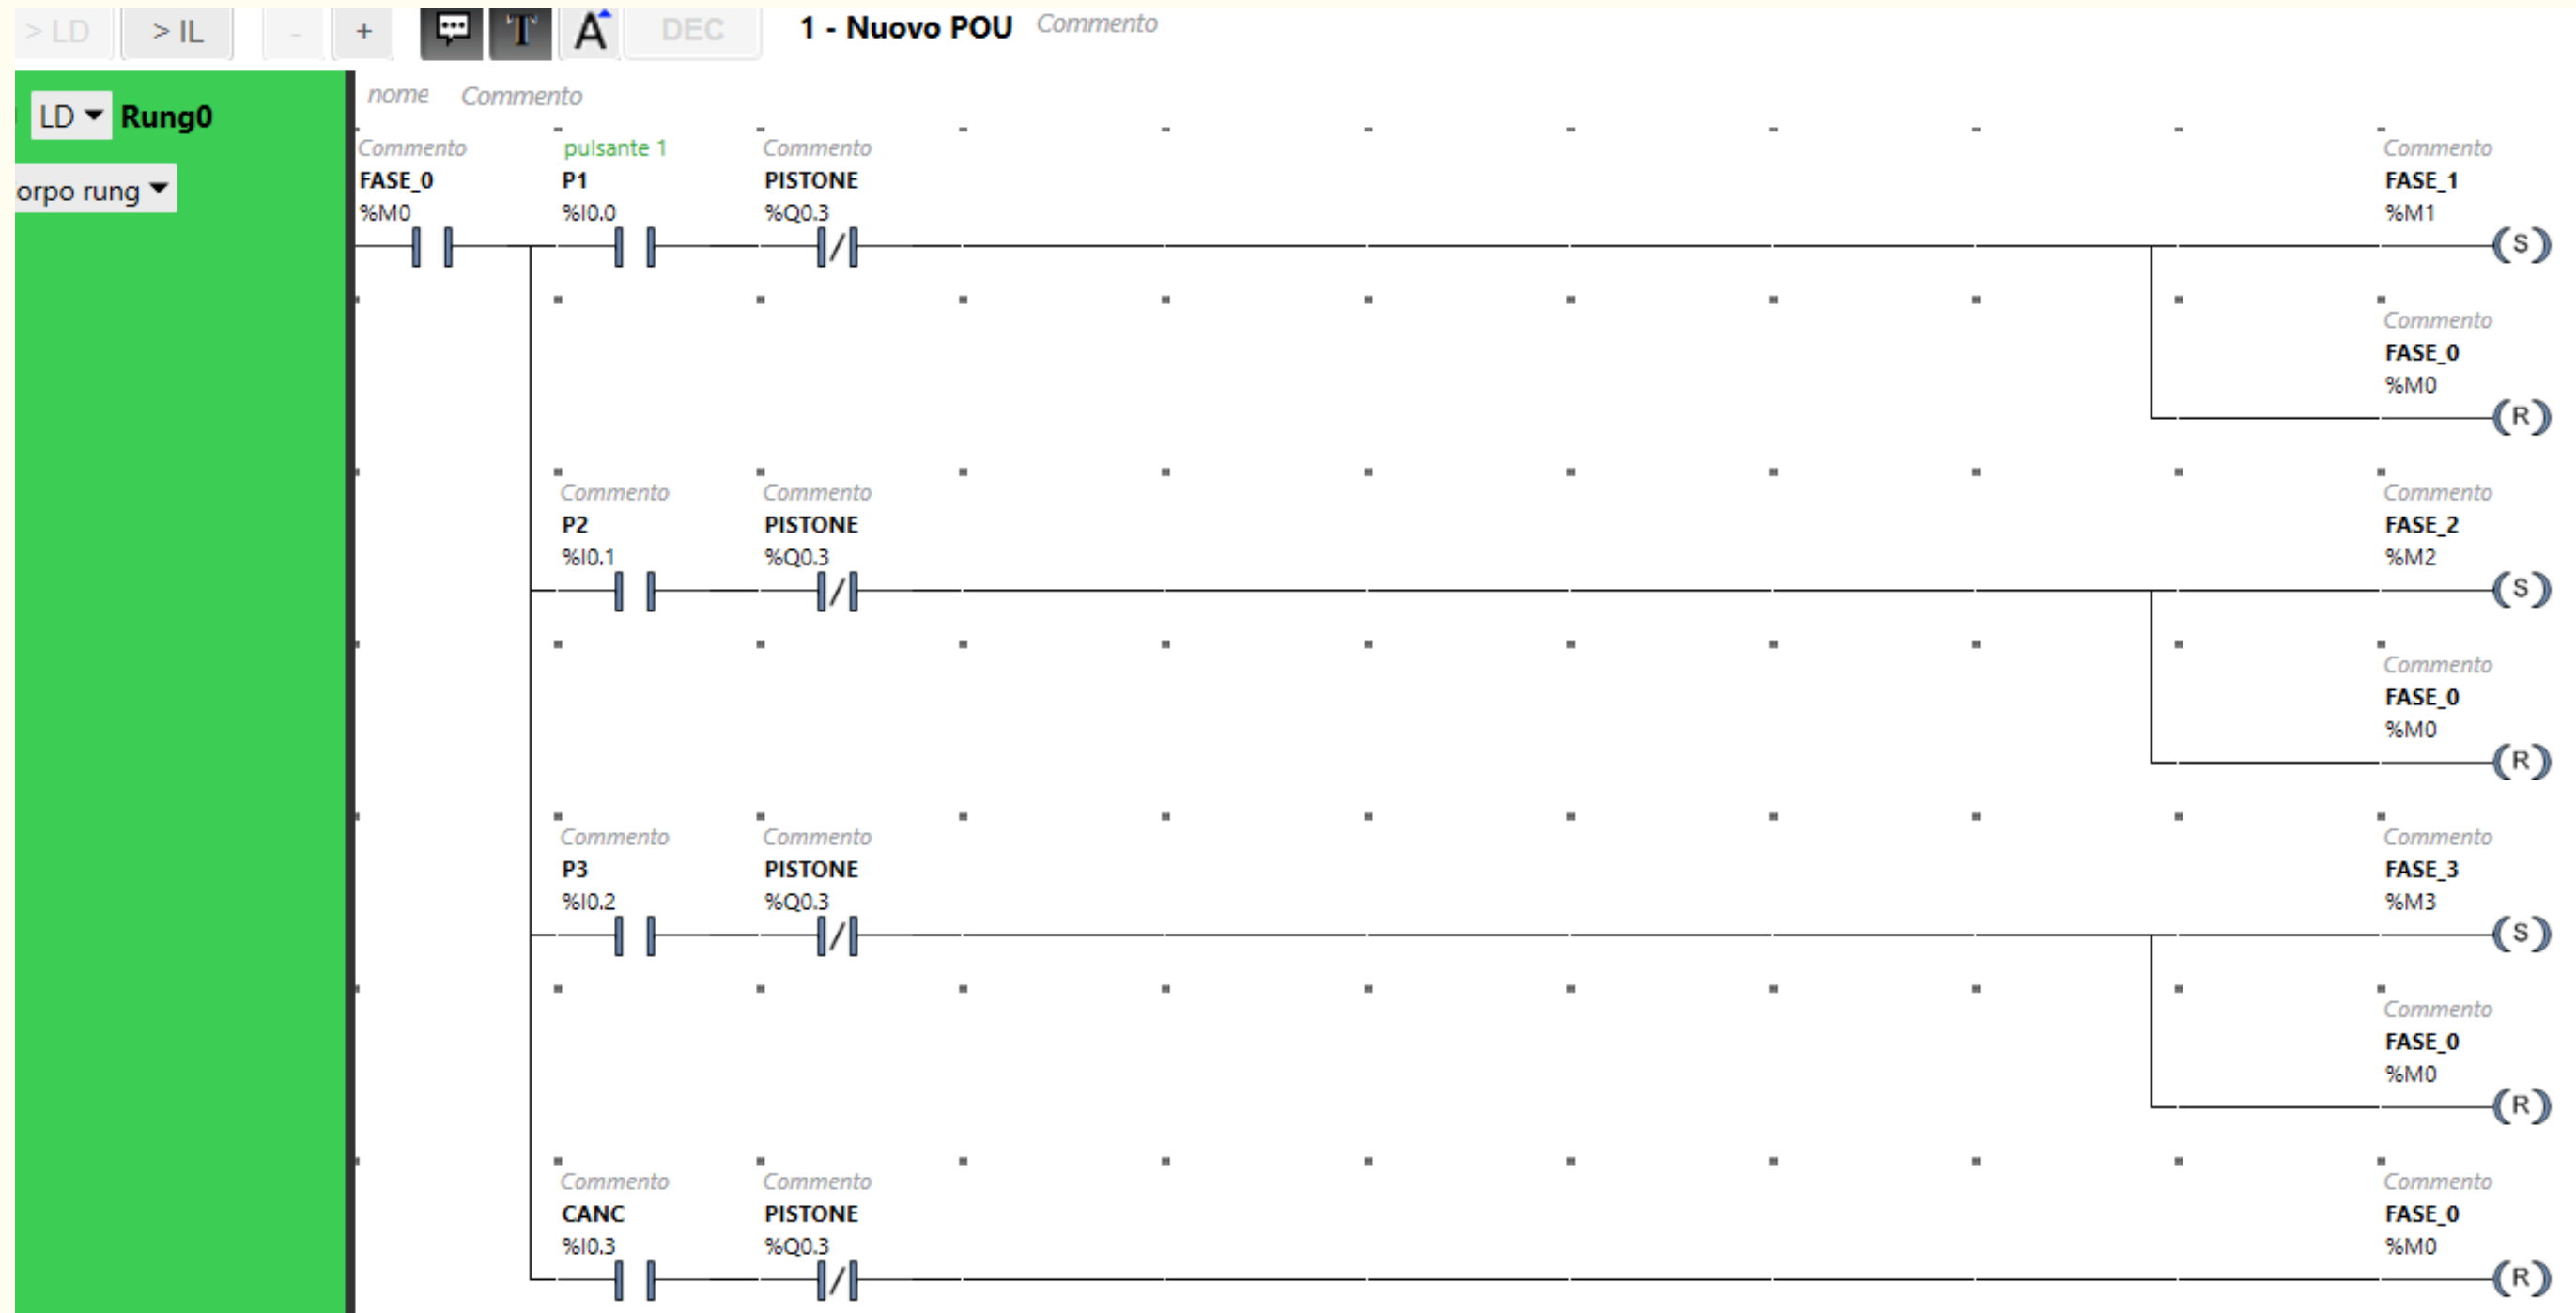 > LD > IL - + T A DEC 1 - Nuovo POU Commento
nome Commento
LD Rung0
orpo rung
Commento pulsante 1 Commento Commento
FASE_0 P1 PISTONE FASE_1
%M0 %I0.0 %Q0.3 %M1
(S)
Commento
FASE_0
%M0
(R)
Commento Commento Commento
P2 PISTONE FASE_2
%I0.1 %Q0.3 %M2
(S)
Commento
FASE_0
%M0
(R)
Commento Commento Commento
P3 PISTONE FASE_3
%I0.2 %Q0.3 %M3
(S)
Commento
FASE_0
%M0
(R)
Commento Commento Commento
CANC PISTONE FASE_0
%I0.3 %Q0.3 %M0
(R)